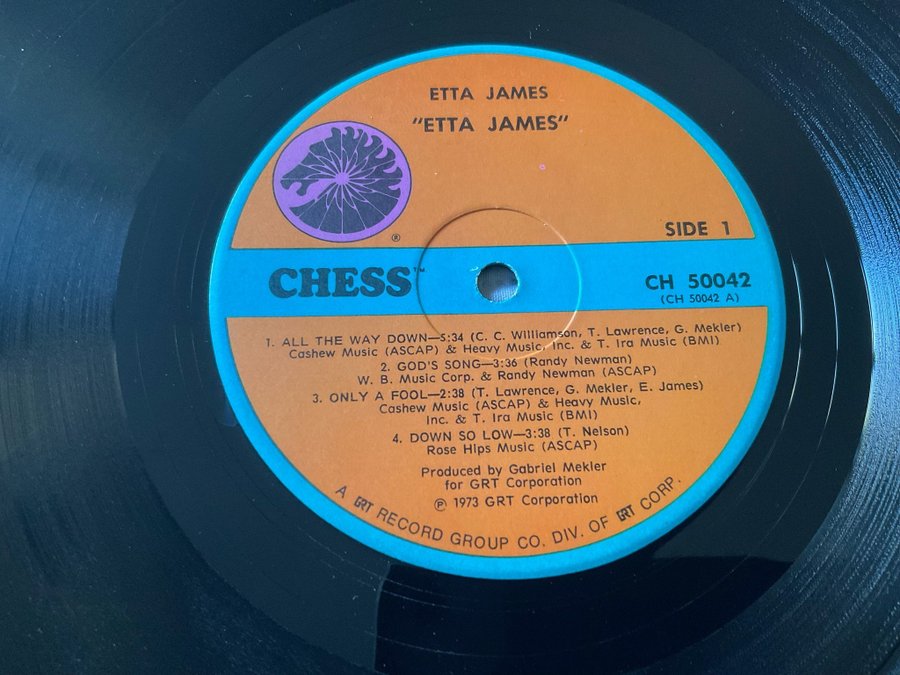 ETTA JAMES
"ETTA JAMES"
®
SIDE 1
CHESS™
CH 50042
(CH 50042 A)
1. ALL THE WAY DOWN—5:34 (C. C. Williamson, T. Lawrence, G. Mekler)
Cashew Music (ASCAP) & Heavy Music, Inc. & T. Ira Music (BMI)
2. GOD'S SONG—3:36 (Randy Newman)
W. B. Music Corp. & Randy Newman (ASCAP)
3. ONLY A FOOL—2:38 (T. Lawrence, G. Mekler, E. James)
Cashew Music (ASCAP) & Heavy Music,
Inc. & T. Ira Music (BMI)
4. DOWN SO LOW—3:38 (T. Nelson)
Rose Hips Music (ASCAP)
Produced by Gabriel Mekler
for GRT Corporation
℗ 1973 GRT Corporation
A GRT RECORD GROUP CO. DIV. OF GRT CORP.